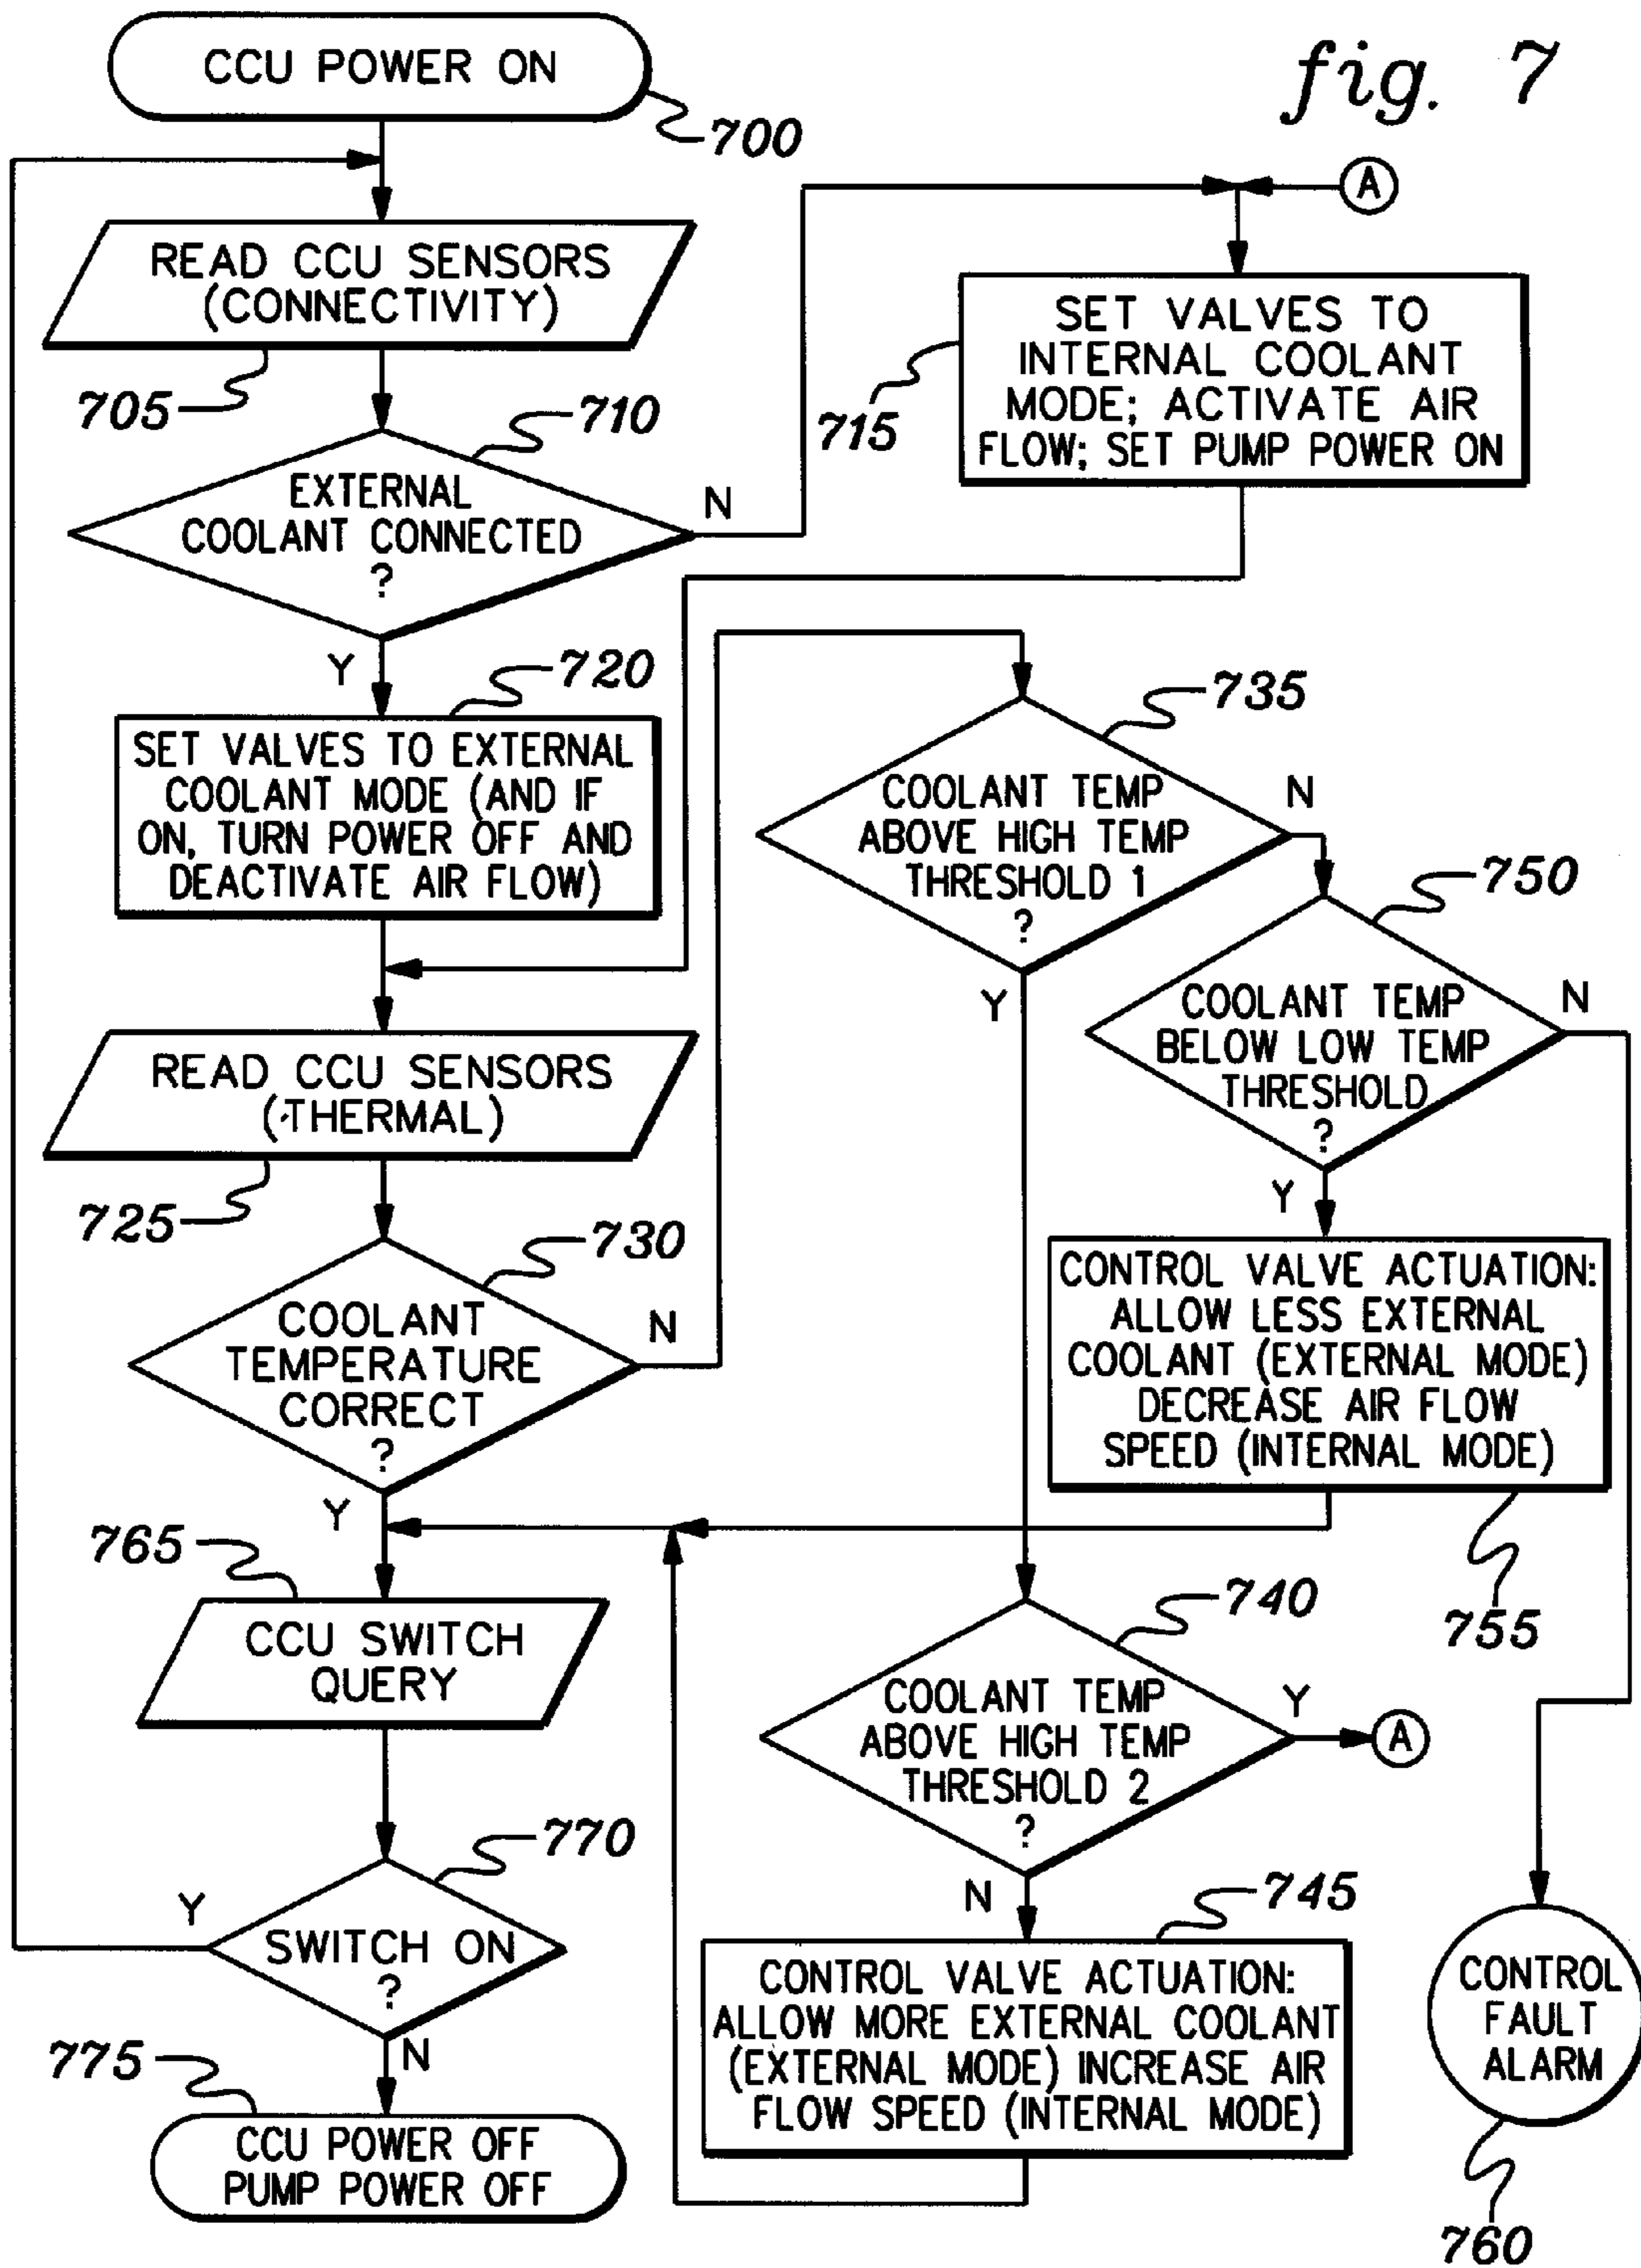 fig. 7
CCU POWER ON
700
A
READ CCU SENSORS
(CONNECTIVITY)
705
SET VALVES TO
INTERNAL COOLANT
MODE; ACTIVATE AIR
FLOW; SET PUMP POWER ON
715
710
EXTERNAL
COOLANT CONNECTED
?
N
Y
720
SET VALVES TO EXTERNAL
COOLANT MODE (AND IF
ON, TURN POWER OFF AND
DEACTIVATE AIR FLOW)
735
COOLANT TEMP
ABOVE HIGH TEMP
THRESHOLD 1
?
N
Y
750
COOLANT TEMP
BELOW LOW TEMP
THRESHOLD
?
N
Y
READ CCU SENSORS
(THERMAL)
725
730
COOLANT
TEMPERATURE
CORRECT
?
N
Y
CONTROL VALVE ACTUATION:
ALLOW LESS EXTERNAL
COOLANT (EXTERNAL MODE)
DECREASE AIR FLOW
SPEED (INTERNAL MODE)
755
765
CCU SWITCH
QUERY
740
COOLANT TEMP
ABOVE HIGH TEMP
THRESHOLD 2
?
Y
A
N
770
SWITCH ON
?
Y
N
745
CONTROL VALVE ACTUATION:
ALLOW MORE EXTERNAL COOLANT
(EXTERNAL MODE) INCREASE AIR
FLOW SPEED (INTERNAL MODE)
CONTROL
FAULT
ALARM
760
775
CCU POWER OFF
PUMP POWER OFF